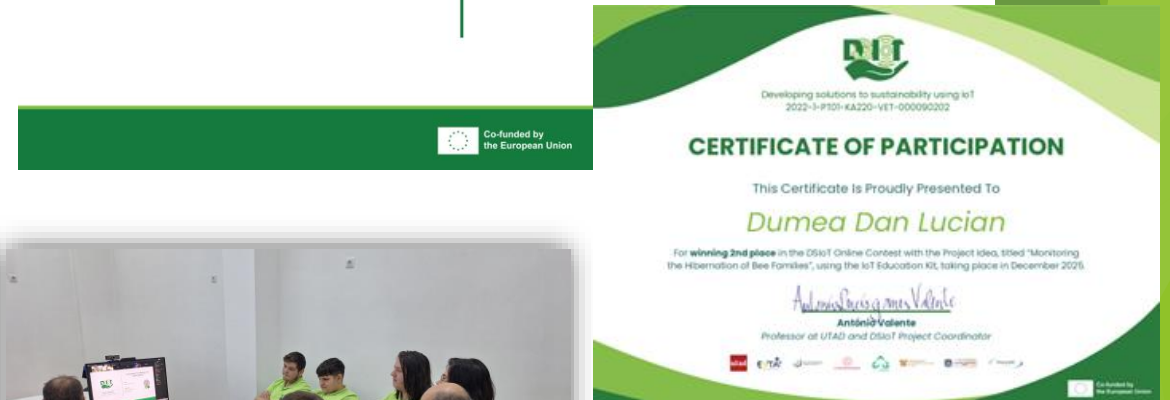 Co-funded by
the European Union
DSIoT
Developing solutions to sustainability using IoT
2022-1-PT01-KA220-VET-000090202
CERTIFICATE OF PARTICIPATION
This Certificate Is Proudly Presented To
Dumea Dan Lucian
For winning 2nd place in the DSIoT Online Contest with the Project Idea, titled "Monitoring
the Hibernation of Bee Families", using the IoT Education Kit, taking place in December 2025.
António Valente
Professor at UTAD and DSIoT Project Coordinator
utad
Co-funded by
the European Union